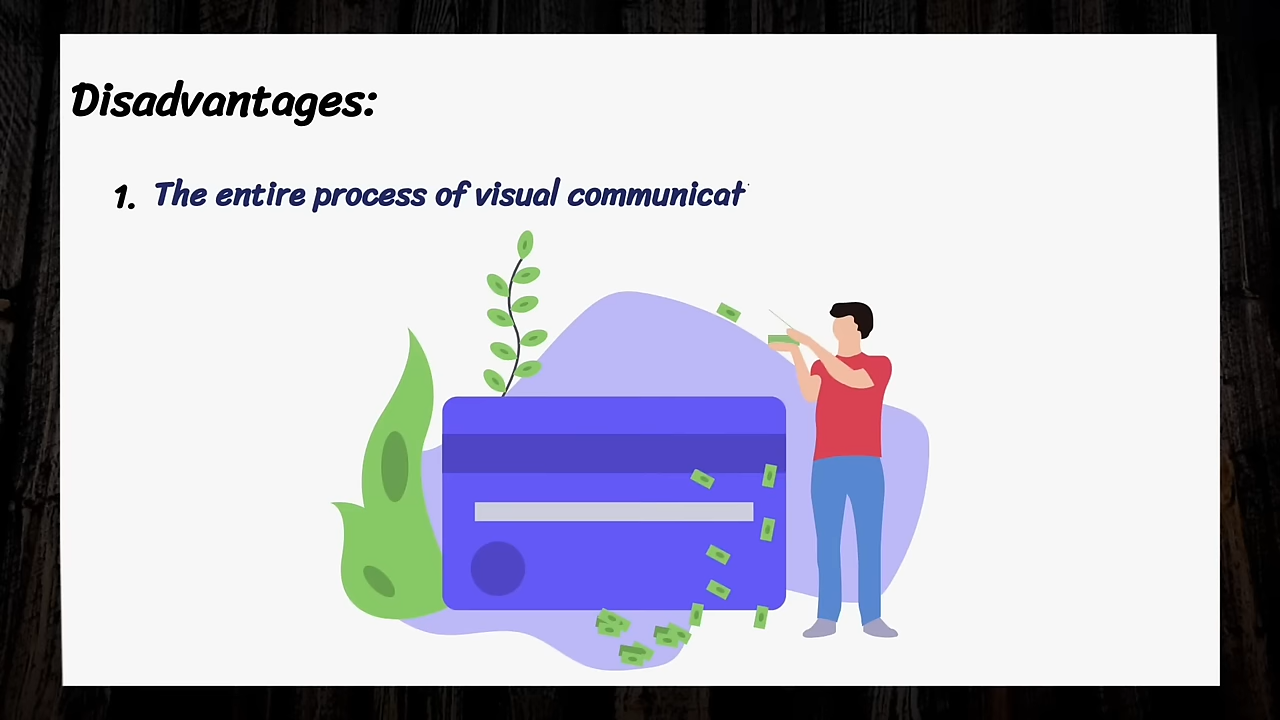 Disadvantages:
1. The entire process of visual communicat